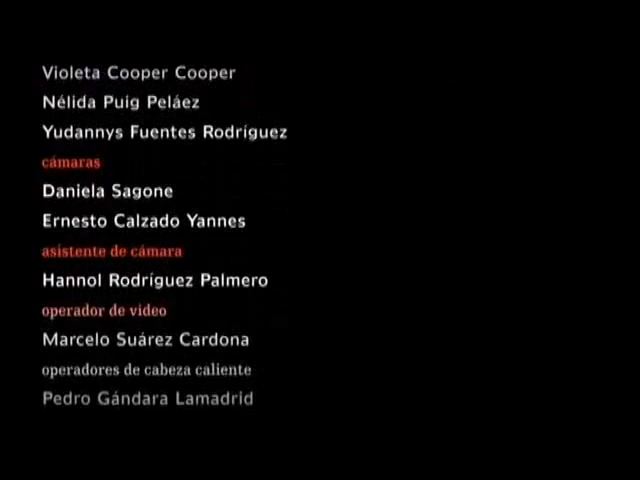 Violeta Cooper Cooper
Nélida Puig Peláez
Yudannys Fuentes Rodríguez
cámaras
Daniela Sagone
Ernesto Calzado Yannes
asistente de cámara
Hannol Rodríguez Palmero
operador de video
Marcelo Suárez Cardona
operadores de cabeza caliente
Pedro Gándara Lamadrid